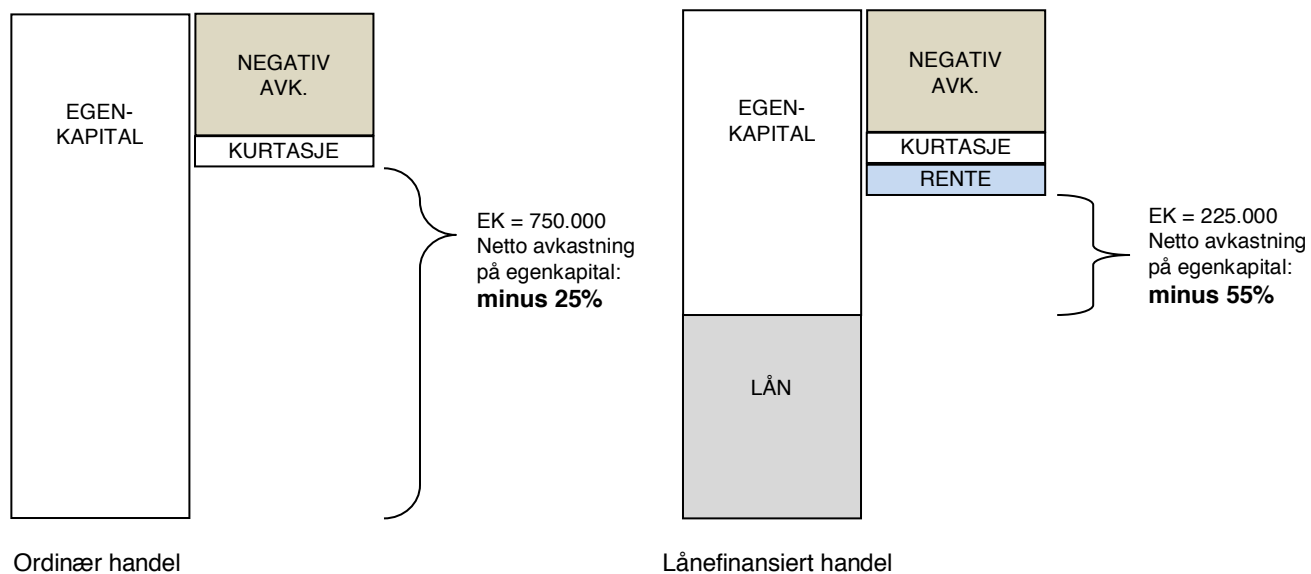 EGEN-
KAPITAL
NEGATIV
AVK.
KURTASJE
EK = 750.000
Netto avkastning
på egenkapital:
minus 25%
Ordinær handel
EGEN-
KAPITAL
LÅN
NEGATIV
AVK.
KURTASJE
RENTE
EK = 225.000
Netto avkastning
på egenkapital:
minus 55%
Lånefinansiert handel